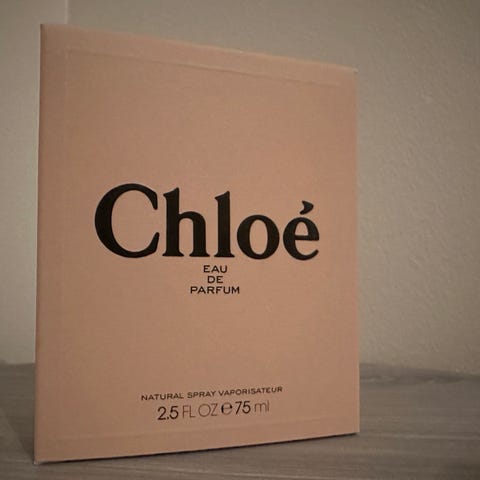 Chloé
EAU
DE
PARFUM
NATURAL SPRAY VAPORISATEUR
2.5 FL OZ ℮ 75 ml